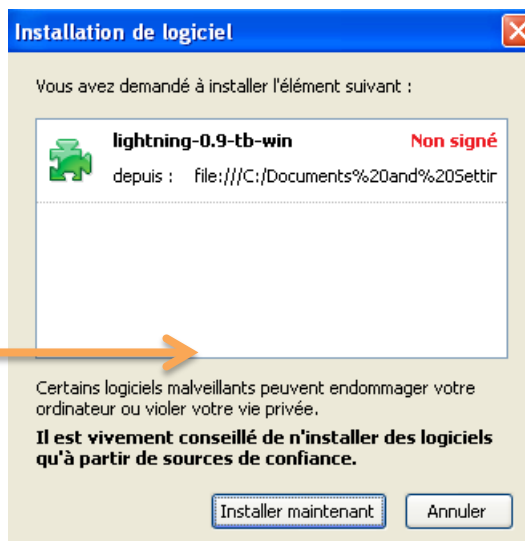 Installation de logiciel
Vous avez demandé à installer l'élément suivant :
lightning-0.9-tb-win Non signé
depuis : file:///C:/Documents%20and%20Settir
Certains logiciels malveillants peuvent endommager votre
ordinateur ou violer votre vie privée.
Il est vivement conseillé de n'installer des logiciels
qu'à partir de sources de confiance.
Installer maintenant Annuler